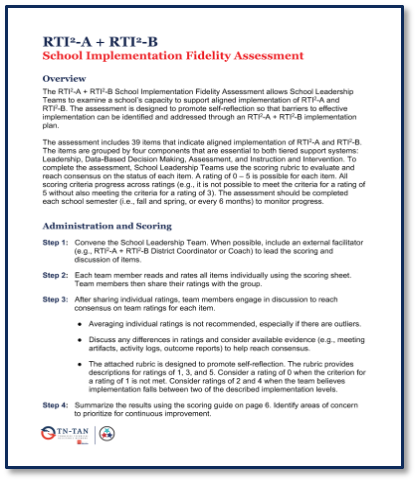 RTI²-A + RTI²-B
School Implementation Fidelity Assessment
Overview
The RTI²-A + RTI²-B School Implementation Fidelity Assessment allows School Leadership
Teams to examine a school's capacity to support aligned implementation of RTI²-A and
RTI²-B. The assessment is designed to promote self-reflection so that barriers to effective
implementation can be identified and addressed through an RTI²-A + RTI²-B implementation
plan.
The assessment includes 39 items that indicate aligned implementation of RTI²-A and RTI²-B.
The items are grouped by four components that are essential to both tiered support systems:
Leadership, Data-Based Decision Making, Assessment, and Instruction and Intervention. To
complete the assessment, School Leadership Teams use the scoring rubric to evaluate and
reach consensus on the status of each item. A rating of 0 – 5 is possible for each item. All
scoring criteria progress across ratings (e.g., it is not possible to meet the criteria for a rating of
5 without also meeting the criteria for a rating of 3). The assessment should be completed
each school semester (i.e., fall and spring, or every 6 months) to monitor progress.
Administration and Scoring
Step 1: Convene the School Leadership Team. When possible, include an external facilitator
(e.g., RTI²-A + RTI²-B District Coordinator or Coach) to lead the scoring and
discussion of items.
Step 2: Each team member reads and rates all items individually using the scoring sheet.
Team members then share their ratings with the group.
Step 3: After sharing individual ratings, team members engage in discussion to reach
consensus on team ratings for each item.
● Averaging individual ratings is not recommended, especially if there are outliers.
● Discuss any differences in ratings and consider available evidence (e.g., meeting
artifacts, activity logs, outcome reports) to help reach consensus.
● The attached rubric is designed to promote self-reflection. The rubric provides
descriptions for ratings of 1, 3, and 5. Consider a rating of 0 when the criterion for
a rating of 1 is not met. Consider ratings of 2 and 4 when the team believes
implementation falls between two of the described implementation levels.
Step 4: Summarize the results using the scoring guide on page 6. Identify areas of concern
to prioritize for continuous improvement.
TN-TAN